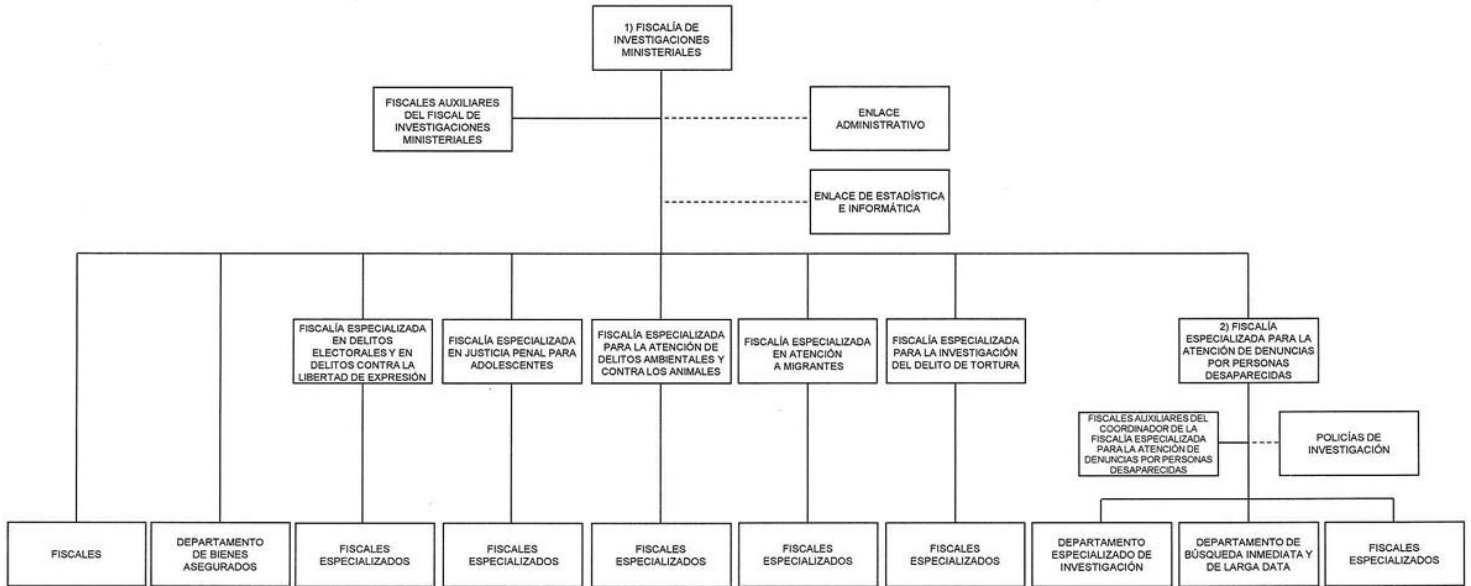 1) FISCALÍA DE
INVESTIGACIONES
MINISTERIALES
FISCALES AUXILIARES
DEL FISCAL DE
INVESTIGACIONES
MINISTERIALES
ENLACE
ADMINISTRATIVO
ENLACE DE ESTADÍSTICA
E INFORMÁTICA
FISCALÍA ESPECIALIZADA
EN DELITOS
ELECTORALES Y EN
DELITOS CONTRA LA
LIBERTAD DE EXPRESIÓN
FISCALÍA ESPECIALIZADA
EN JUSTICIA PENAL PARA
ADOLESCENTES
FISCALÍA ESPECIALIZADA
PARA LA ATENCIÓN DE
DELITOS AMBIENTALES Y
CONTRA LOS ANIMALES
FISCALÍA ESPECIALIZADA
EN ATENCIÓN
A MIGRANTES
FISCALÍA ESPECIALIZADA
PARA LA INVESTIGACIÓN
DEL DELITO DE TORTURA
2) FISCALÍA
ESPECIALIZADA PARA LA
ATENCIÓN DE DENUNCIAS
POR PERSONAS
DESAPARECIDAS
FISCALES AUXILIARES DEL
COORDINADOR DE LA
FISCALÍA ESPECIALIZADA
PARA LA ATENCIÓN DE
DENUNCIAS POR PERSONAS
DESAPARECIDAS
POLICÍAS DE
INVESTIGACIÓN
FISCALES
DEPARTAMENTO
DE BIENES
ASEGURADOS
FISCALES
ESPECIALIZADOS
FISCALES
ESPECIALIZADOS
FISCALES
ESPECIALIZADOS
FISCALES
ESPECIALIZADOS
FISCALES
ESPECIALIZADOS
DEPARTAMENTO
ESPECIALIZADO DE
INVESTIGACIÓN
DEPARTAMENTO DE
BÚSQUEDA INMEDIATA Y
DE LARGA DATA
FISCALES
ESPECIALIZADOS